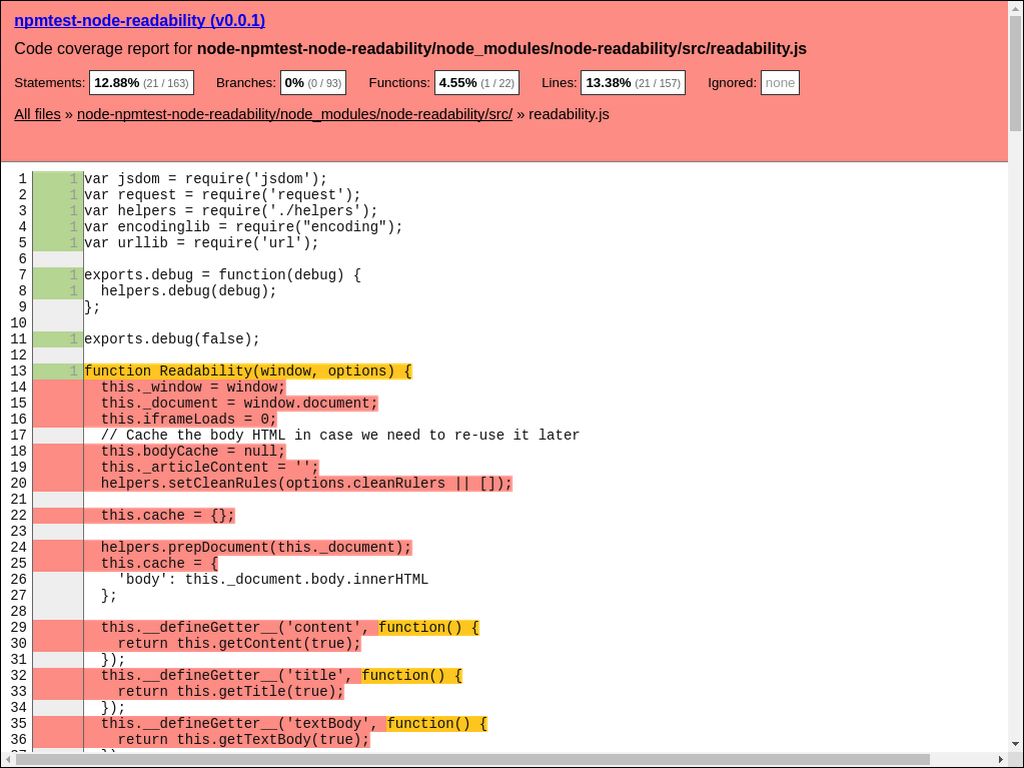 npmtest-node-readability (v0.0.1)
Code coverage report for node-npmtest-node-readability/node_modules/node-readability/src/readability.js
Statements: 12.88% (21 / 163) Branches: 0% (0 / 93) Functions: 4.55% (1 / 22) Lines: 13.38% (21 / 157) Ignored: none
All files » node-npmtest-node-readability/node_modules/node-readability/src/ » readability.js
1 1 var jsdom = require('jsdom');
2 1 var request = require('request');
3 1 var helpers = require('./helpers');
4 1 var encodinglib = require("encoding");
5 1 var urllib = require('url');
6
7 1 exports.debug = function(debug) {
8 1 helpers.debug(debug);
9 };
10
11 1 exports.debug(false);
12
13 1 function Readability(window, options) {
14 this._window = window;
15 this._document = window.document;
16 this.iframeLoads = 0;
17 // Cache the body HTML in case we need to re-use it later
18 this.bodyCache = null;
19 this._articleContent = '';
20 helpers.setCleanRules(options.cleanRulers || []);
21
22 this.cache = {};
23
24 helpers.prepDocument(this._document);
25 this.cache = {
26 'body': this._document.body.innerHTML
27 };
28
29 this.__defineGetter__('content', function() {
30 return this.getContent(true);
31 });
32 this.__defineGetter__('title', function() {
33 return this.getTitle(true);
34 });
35 this.__defineGetter__('textBody', function() {
36 return this.getTextBody(true);